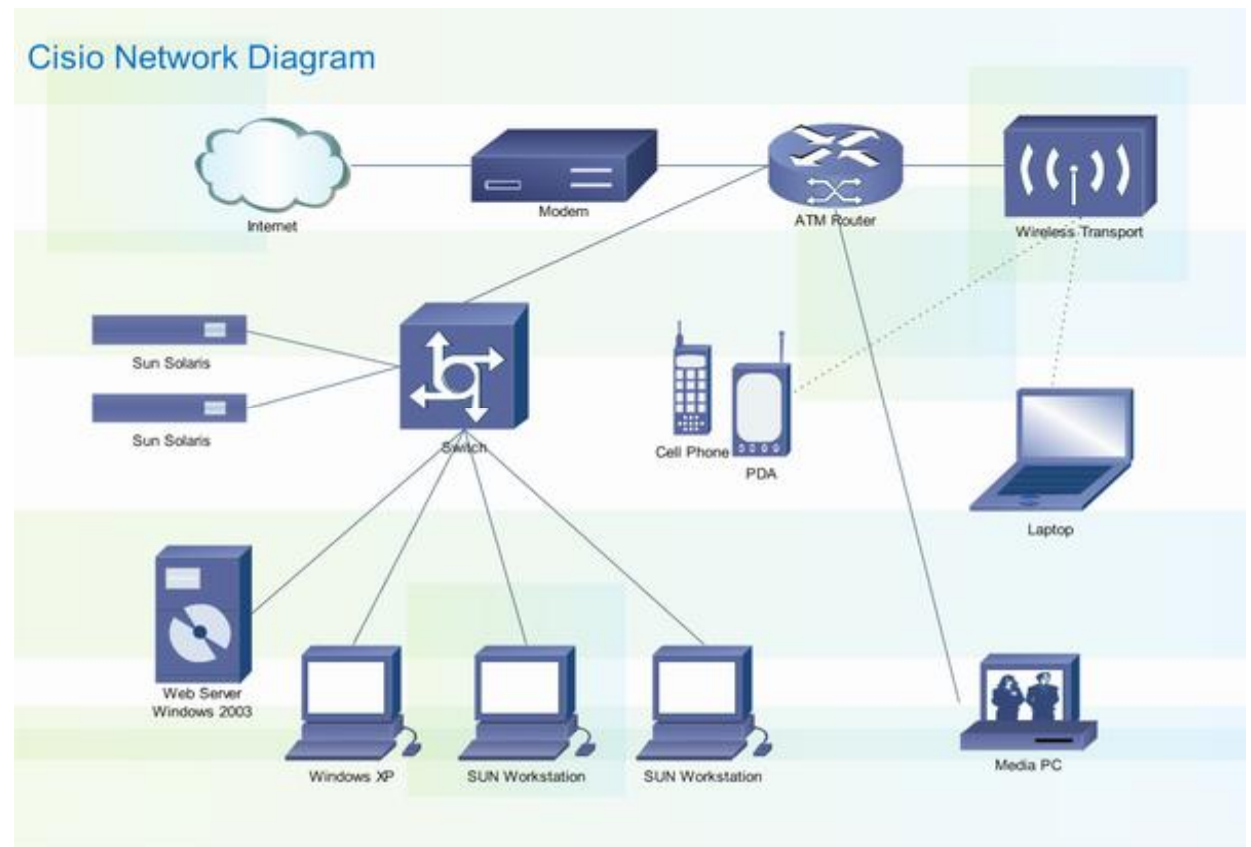 Cisio Network Diagram
Internet
Modem
ATM Router
Wireless Transport
Sun Solaris
Sun Solaris
Switch
Cell Phone
PDA
Laptop
Web Server
Windows 2003
Windows XP
SUN Workstation
SUN Workstation
Media PC